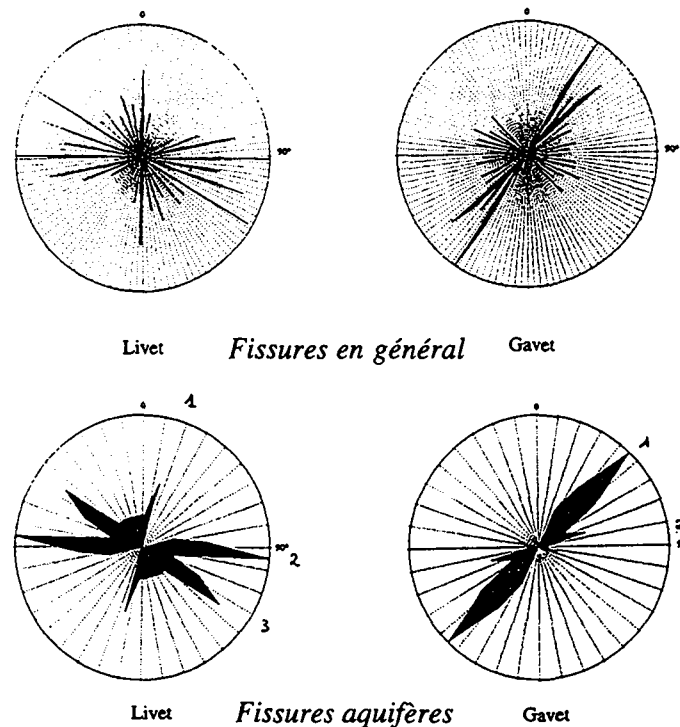 0 0
90° 90°
Livet Fissures en général Gavet
0 1 0 1
90° 2
3
Livet Fissures aquifères Gavet